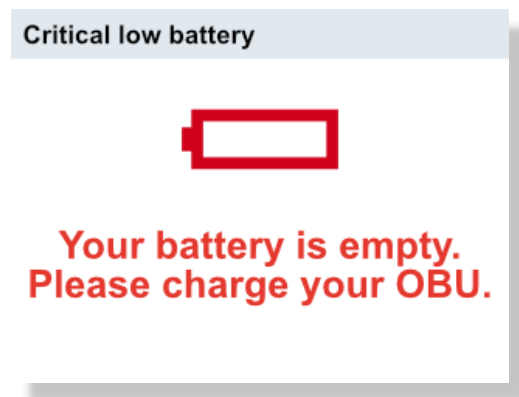 Critical low battery
Your battery is empty.
Please charge your OBU.